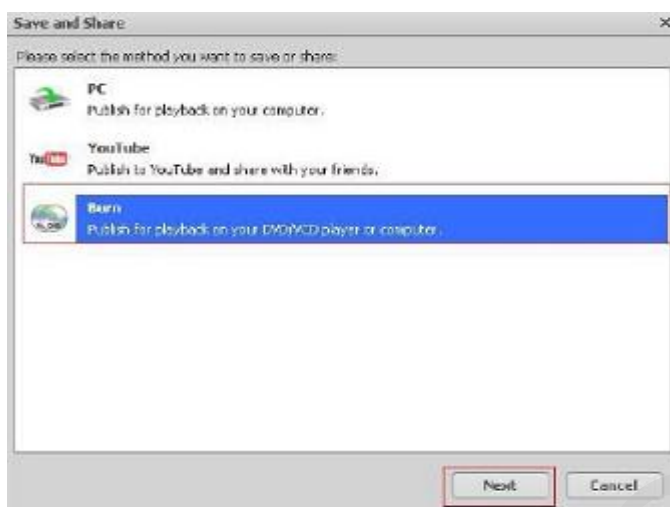 Save and Share
Please select the method you want to save or share:
PC
Publish for playback on your computer.
YouTube
YouTube
Publish to YouTube and share with your friends.
Burn
Publish for playback on your DVD/VCD player or computer.
Next
Cancel